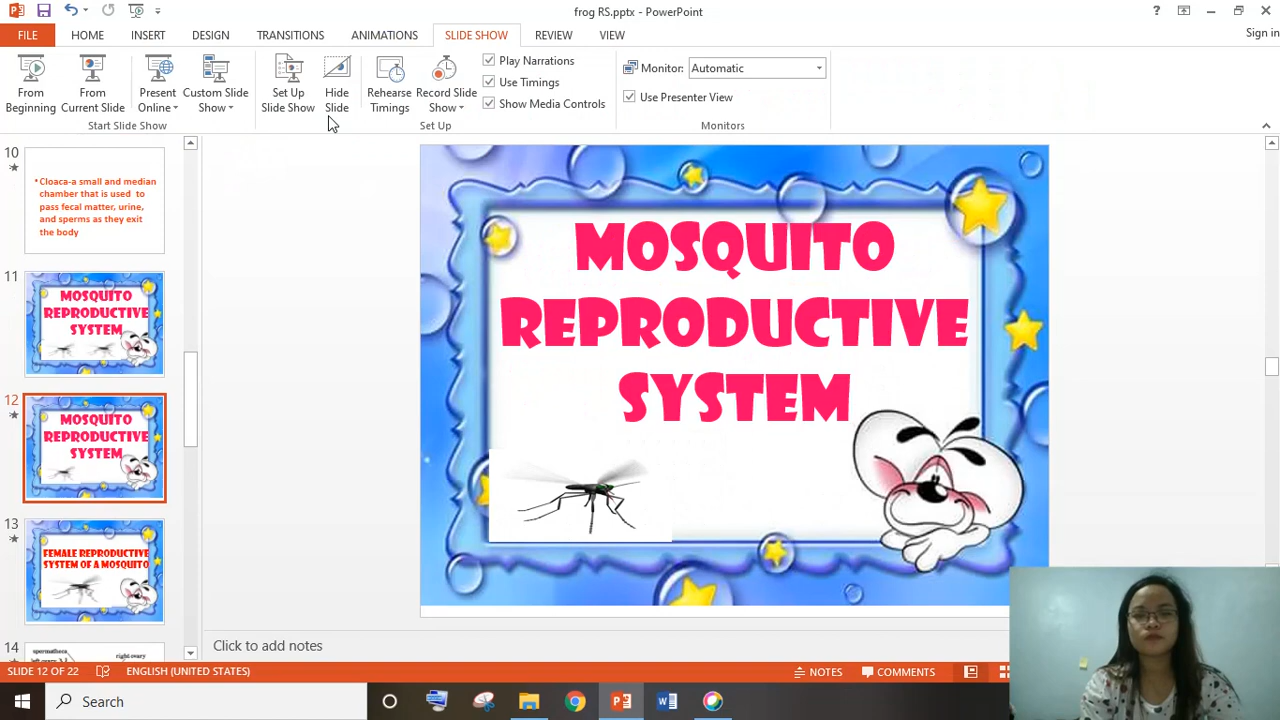 frog RS.pptx - PowerPoint
?
Sign in
FILE HOME INSERT DESIGN TRANSITIONS ANIMATIONS SLIDE SHOW REVIEW VIEW
From Beginning
From Current Slide
Present Online
Custom Slide Show
Set Up Slide Show
Hide Slide
Rehearse Timings
Record Slide Show
Play Narrations
Use Timings
Show Media Controls
Monitor: Automatic
Use Presenter View
Start Slide Show
Set Up
Monitors
10
•Cloaca-a small and median
chamber that is used to
pass fecal matter, urine,
and sperms as they exit
the body
11
MOSQUITO
REPRODUCTIVE
SYSTEM
12
MOSQUITO
REPRODUCTIVE
SYSTEM
13
FEMALE REPRODUCTIVE
SYSTEM OF A MOSQUITO
14
spermatheca
left ovary
right ovary
MOSQUITO
REPRODUCTIVE
SYSTEM
Click to add notes
SLIDE 12 OF 22 ENGLISH (UNITED STATES) NOTES COMMENTS
Search